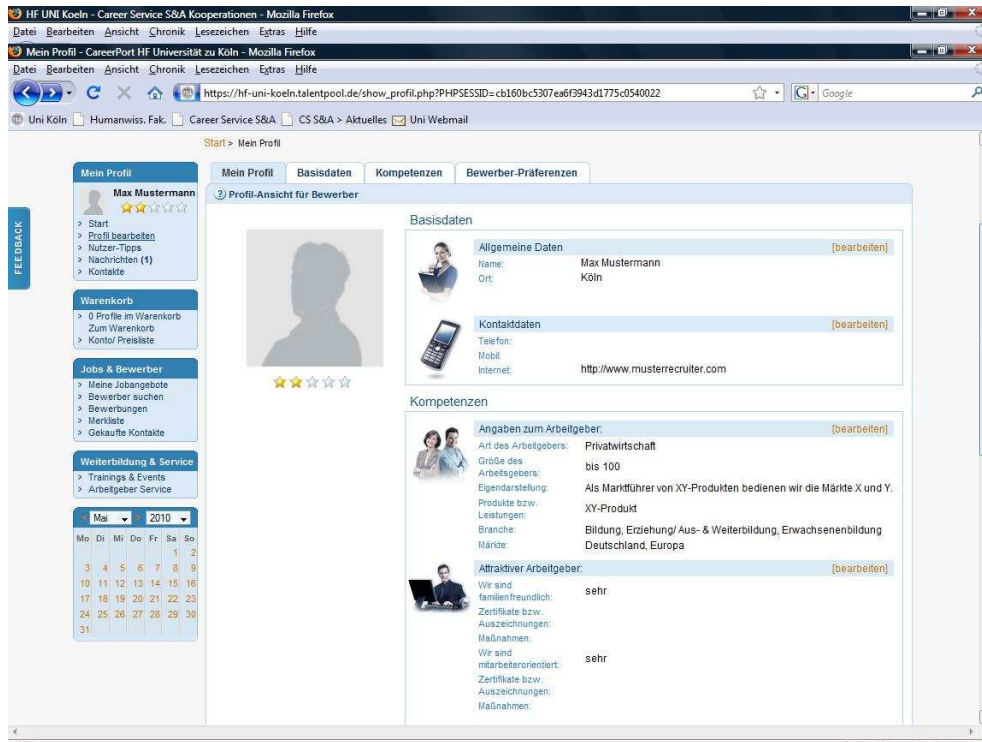 HF UNI Koeln - Career Service S&A Kooperationen - Mozilla Firefox
Datei Bearbeiten Ansicht Chronik Lesezeichen Extras Hilfe
Mein Profil - CareerPort HF Universität zu Köln - Mozilla Firefox
Datei Bearbeiten Ansicht Chronik Lesezeichen Extras Hilfe
https://hf-uni-koeln.talentpool.de/show_profil.php?PHPSESSID=cb160bc5307ea6f3943d1775c0540022
G Google
Uni Köln Humanwiss. Fak. Career Service S&A CS S&A > Aktuelles Uni Webmail
Start > Mein Profil
FEEDBACK
Mein Profil
Max Mustermann
> Start
> Profil bearbeiten
> Nutzer-Tipps
> Nachrichten (1)
> Kontakte
Warenkorb
> 0 Profile im Warenkorb
Zum Warenkorb
> Konto/ Preisliste
Jobs & Bewerber
> Meine Jobangebote
> Bewerber suchen
> Bewerbungen
> Merkliste
> Gekaufte Kontakte
Weiterbildung & Service
> Trainings & Events
> Arbeitgeber Service
Mai 2010
Mo Di Mi Do Fr Sa So
1 2
3 4 5 6 7 8 9
10 11 12 13 14 15 16
17 18 19 20 21 22 23
24 25 26 27 28 29 30
31
Mein Profil Basisdaten Kompetenzen Bewerber-Präferenzen
? Profil-Ansicht für Bewerber
Basisdaten
Allgemeine Daten [bearbeiten]
Name: Max Mustermann
Ort: Köln
Kontaktdaten [bearbeiten]
Telefon:
Mobil:
Internet: http://www.musterrecruiter.com
Kompetenzen
Angaben zum Arbeitgeber: [bearbeiten]
Art des Arbeitgebers: Privatwirtschaft
Größe des
Arbeitsgebers: bis 100
Eigendarstellung: Als Marktführer von XY-Produkten bedienen wir die Märkte X und Y.
Produkte bzw.
Leistungen: XY-Produkt
Branche: Bildung, Erziehung/ Aus- & Weiterbildung, Erwachsenenbildung
Märkte: Deutschland, Europa
Attraktiver Arbeitgeber: [bearbeiten]
Wir sind
familienfreundlich: sehr
Zertifikate bzw.
Auszeichnungen:
Maßnahmen:
Wir sind
mitarbeiterorientiert: sehr
Zertifikate bzw.
Auszeichnungen:
Maßnahmen: